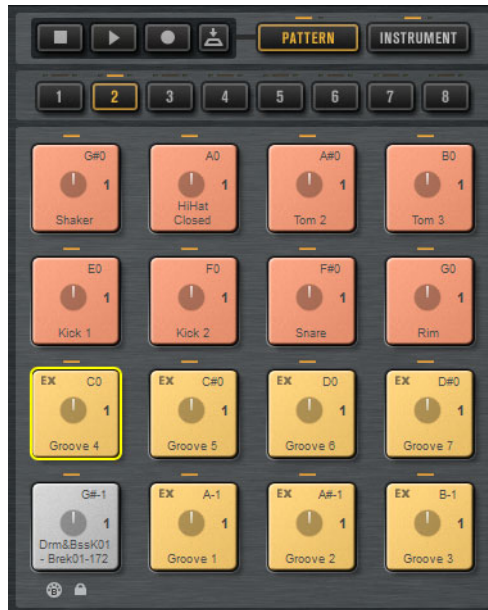 PATTERN INSTRUMENT
1 2 3 4 5 6 7 8
G#0 A0 A#0 B0
1 1 1 1
Shaker HiHat Closed Tom 2 Tom 3
E0 F0 F#0 G0
1 1 1 1
Kick 1 Kick 2 Snare Rim
EX C0 EX C#0 EX D0 EX D#0
1 1 1 1
Groove 4 Groove 5 Groove 6 Groove 7
G#-1 EX A-1 EX A#-1 EX B-1
1 1 1 1
Drm&BssK01
- Brek01-172 Groove 1 Groove 2 Groove 3